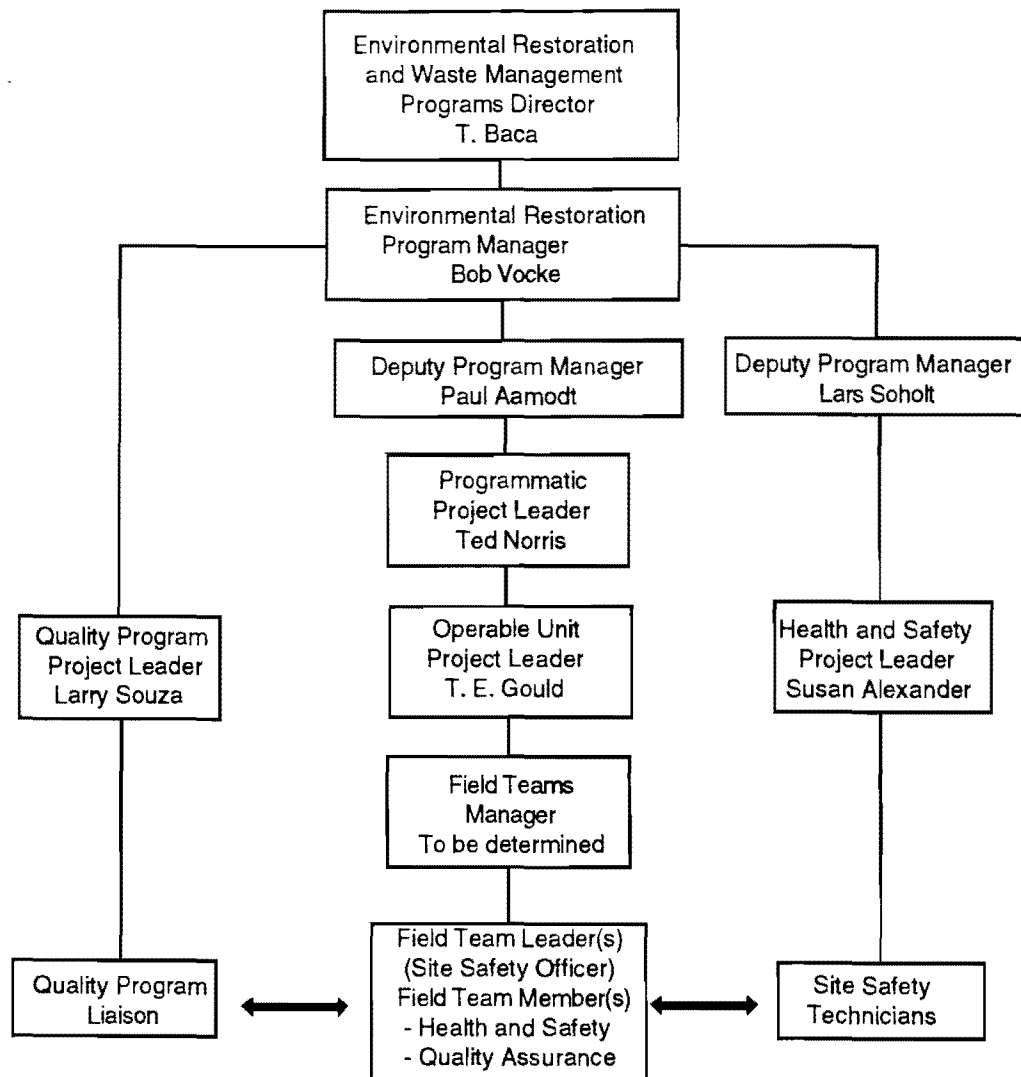 Environmental Restoration
and Waste Management
Programs Director
T. Baca
Environmental Restoration
Program Manager
Bob Vocke
Deputy Program Manager
Paul Aamodt
Deputy Program Manager
Lars Soholt
Programmatic
Project Leader
Ted Norris
Quality Program
Project Leader
Larry Souza
Operable Unit
Project Leader
T. E. Gould
Health and Safety
Project Leader
Susan Alexander
Field Teams
Manager
To be determined
Quality Program
Liaison
Field Team Leader(s)
(Site Safety Officer)
Field Team Member(s)
- Health and Safety
- Quality Assurance
Site Safety
Technicians